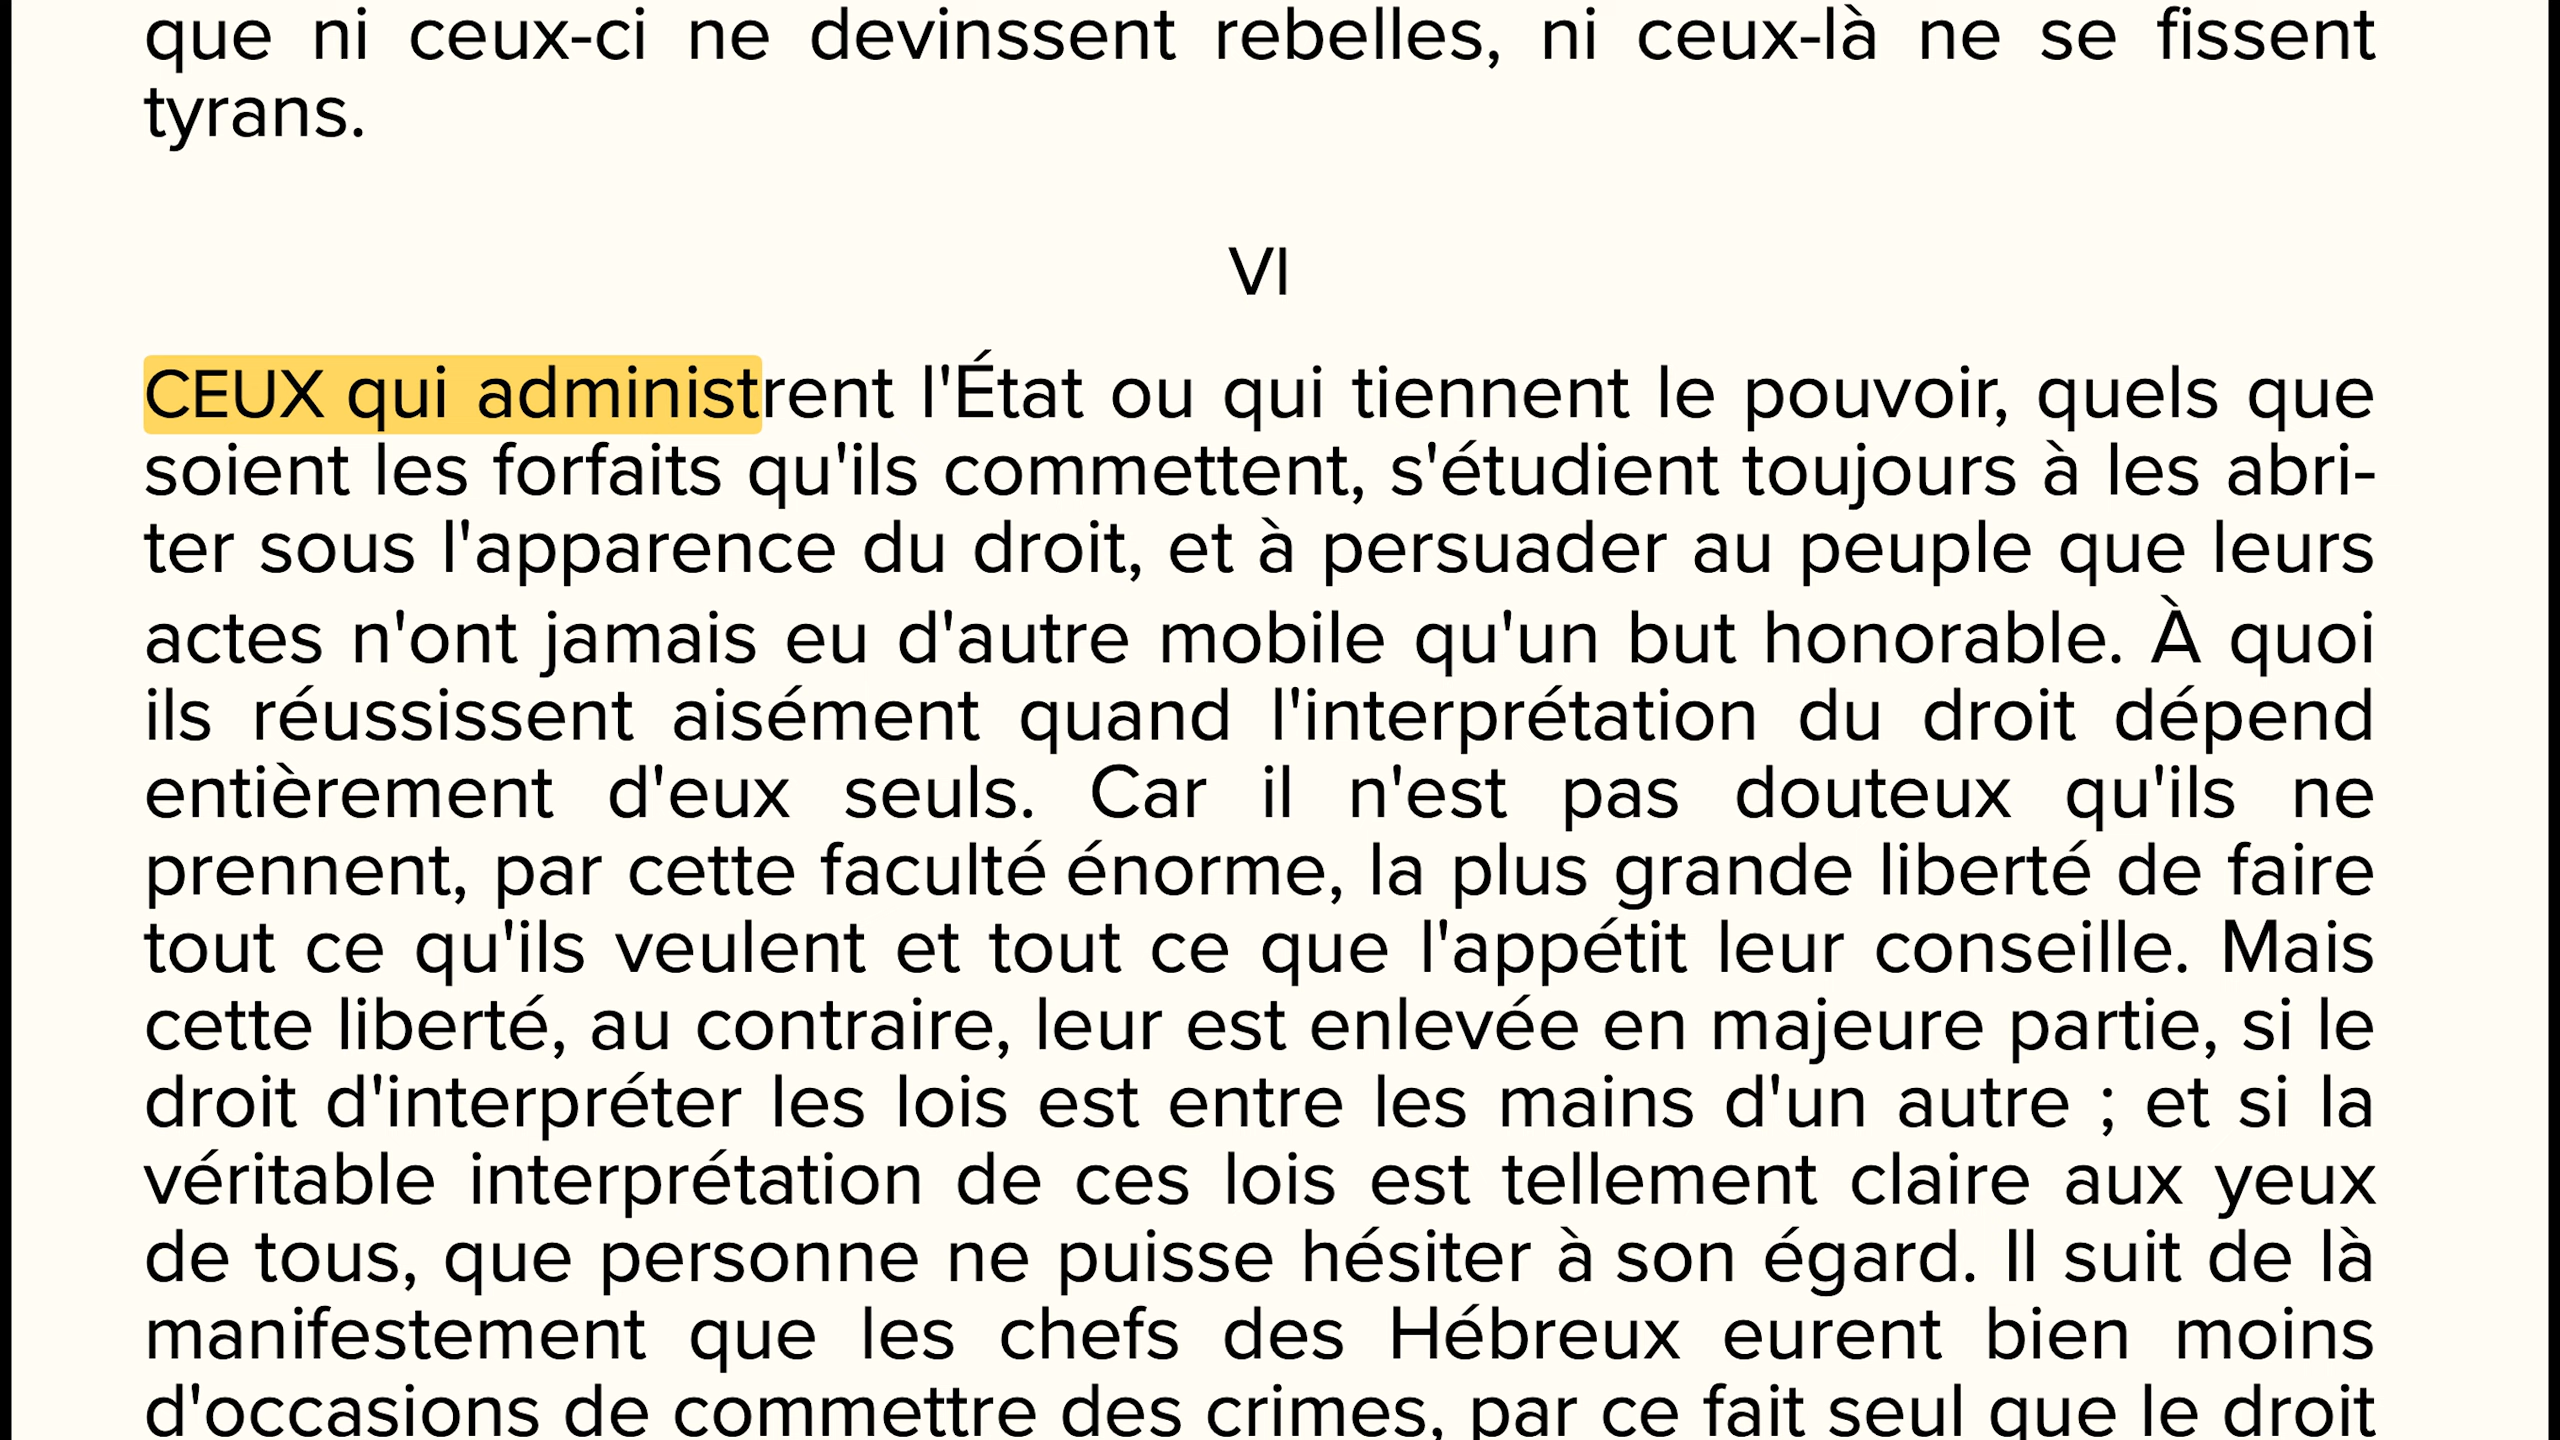 que ni ceux-ci ne devinssent rebelles, ni ceux-là ne se fissent
tyrans.
VI
CEUX qui administrent l'État ou qui tiennent le pouvoir, quels que
soient les forfaits qu'ils commettent, s'étudient toujours à les abri-
ter sous l'apparence du droit, et à persuader au peuple que leurs
actes n'ont jamais eu d'autre mobile qu'un but honorable. À quoi
ils réussissent aisément quand l'interprétation du droit dépend
entièrement d'eux seuls. Car il n'est pas douteux qu'ils ne
prennent, par cette faculté énorme, la plus grande liberté de faire
tout ce qu'ils veulent et tout ce que l'appétit leur conseille. Mais
cette liberté, au contraire, leur est enlevée en majeure partie, si le
droit d'interpréter les lois est entre les mains d'un autre ; et si la
véritable interprétation de ces lois est tellement claire aux yeux
de tous, que personne ne puisse hésiter à son égard. Il suit de là
manifestement que les chefs des Hébreux eurent bien moins
d'occasions de commettre des crimes, par ce fait seul que le droit